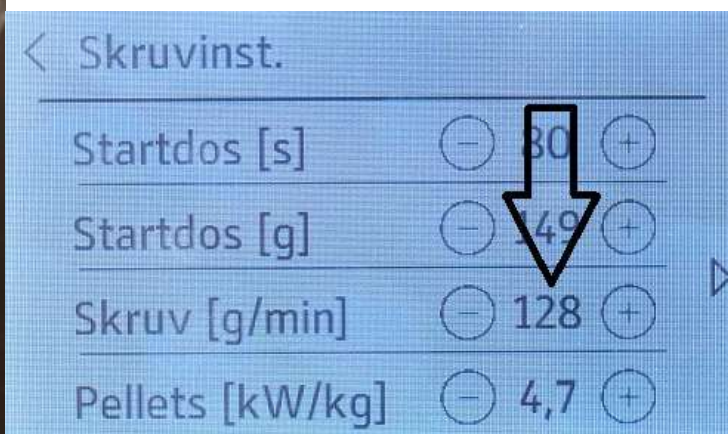 < Skruvinst.
Startdos [s] − 80 +
Startdos [g] − 149 +
Skruv [g/min] − 128 +
Pellets [kW/kg] − 4,7 +